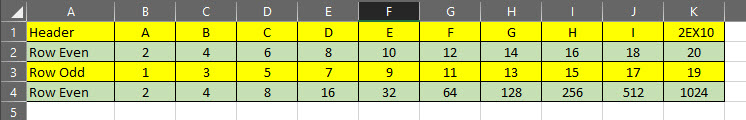 A B C D E F G H I J K
1 Header A B C D E F G H I 2EX10
2 Row Even 2 4 6 8 10 12 14 16 18 20
3 Row Odd 1 3 5 7 9 11 13 15 17 19
4 Row Even 2 4 8 16 32 64 128 256 512 1024
5